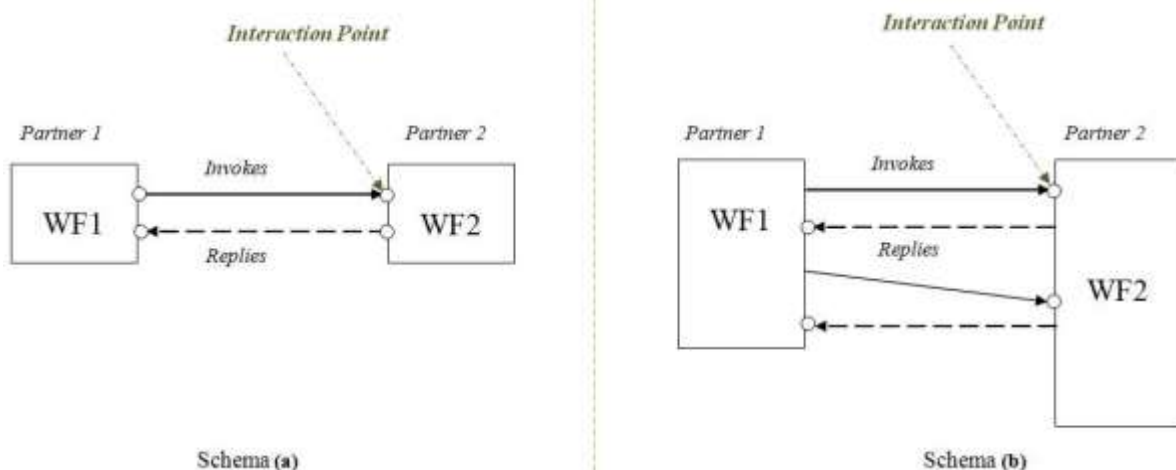 Interaction Point
Partner 1
Partner 2
Invokes
WF1
WF2
Replies
Schema (a)
Interaction Point
Partner 1
Partner 2
Invokes
WF1
Replies
WF2
Schema (b)